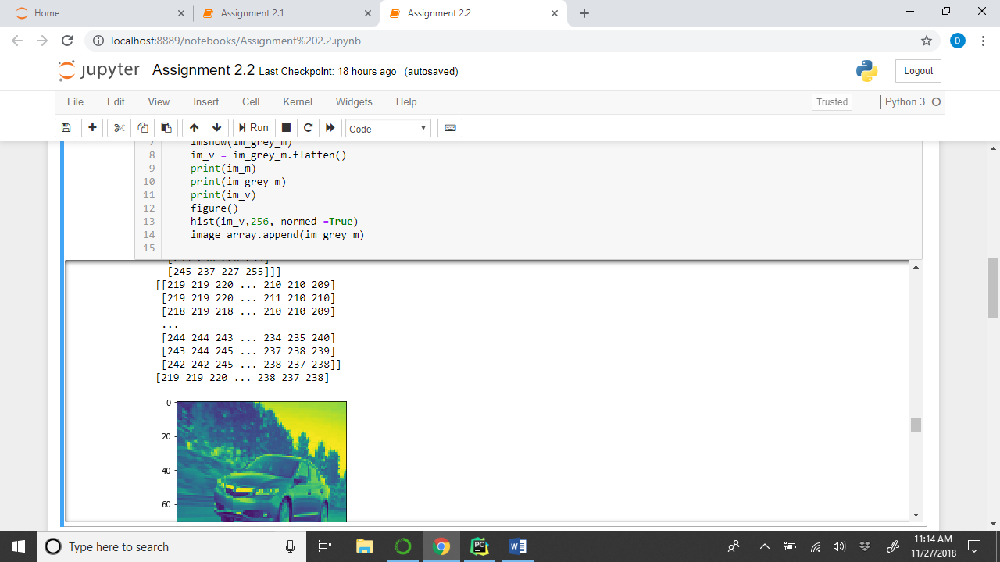 Home
Assignment 2.1
Assignment 2.2
localhost:8889/notebooks/Assignment%202.2.ipynb
D
jupyter Assignment 2.2 Last Checkpoint: 18 hours ago (autosaved)
Logout
File Edit View Insert Cell Kernel Widgets Help
Trusted
Python 3
Run
Code
7 imshow(im_grey_m)
8 im_v = im_grey_m.flatten()
9 print(im_m)
10 print(im_grey_m)
11 print(im_v)
12 figure()
13 hist(im_v,256, normed =True)
14 image_array.append(im_grey_m)
15
[245 237 227 255]]]
[[219 219 220 ... 210 210 209]
[219 219 220 ... 211 210 210]
[218 219 218 ... 210 210 209]
...
[244 244 243 ... 234 235 240]
[243 244 245 ... 237 238 239]
[242 242 245 ... 238 237 238]]
[219 219 220 ... 238 237 238]
0
20
40
60
Type here to search
PC
W
11:14 AM
11/27/2018